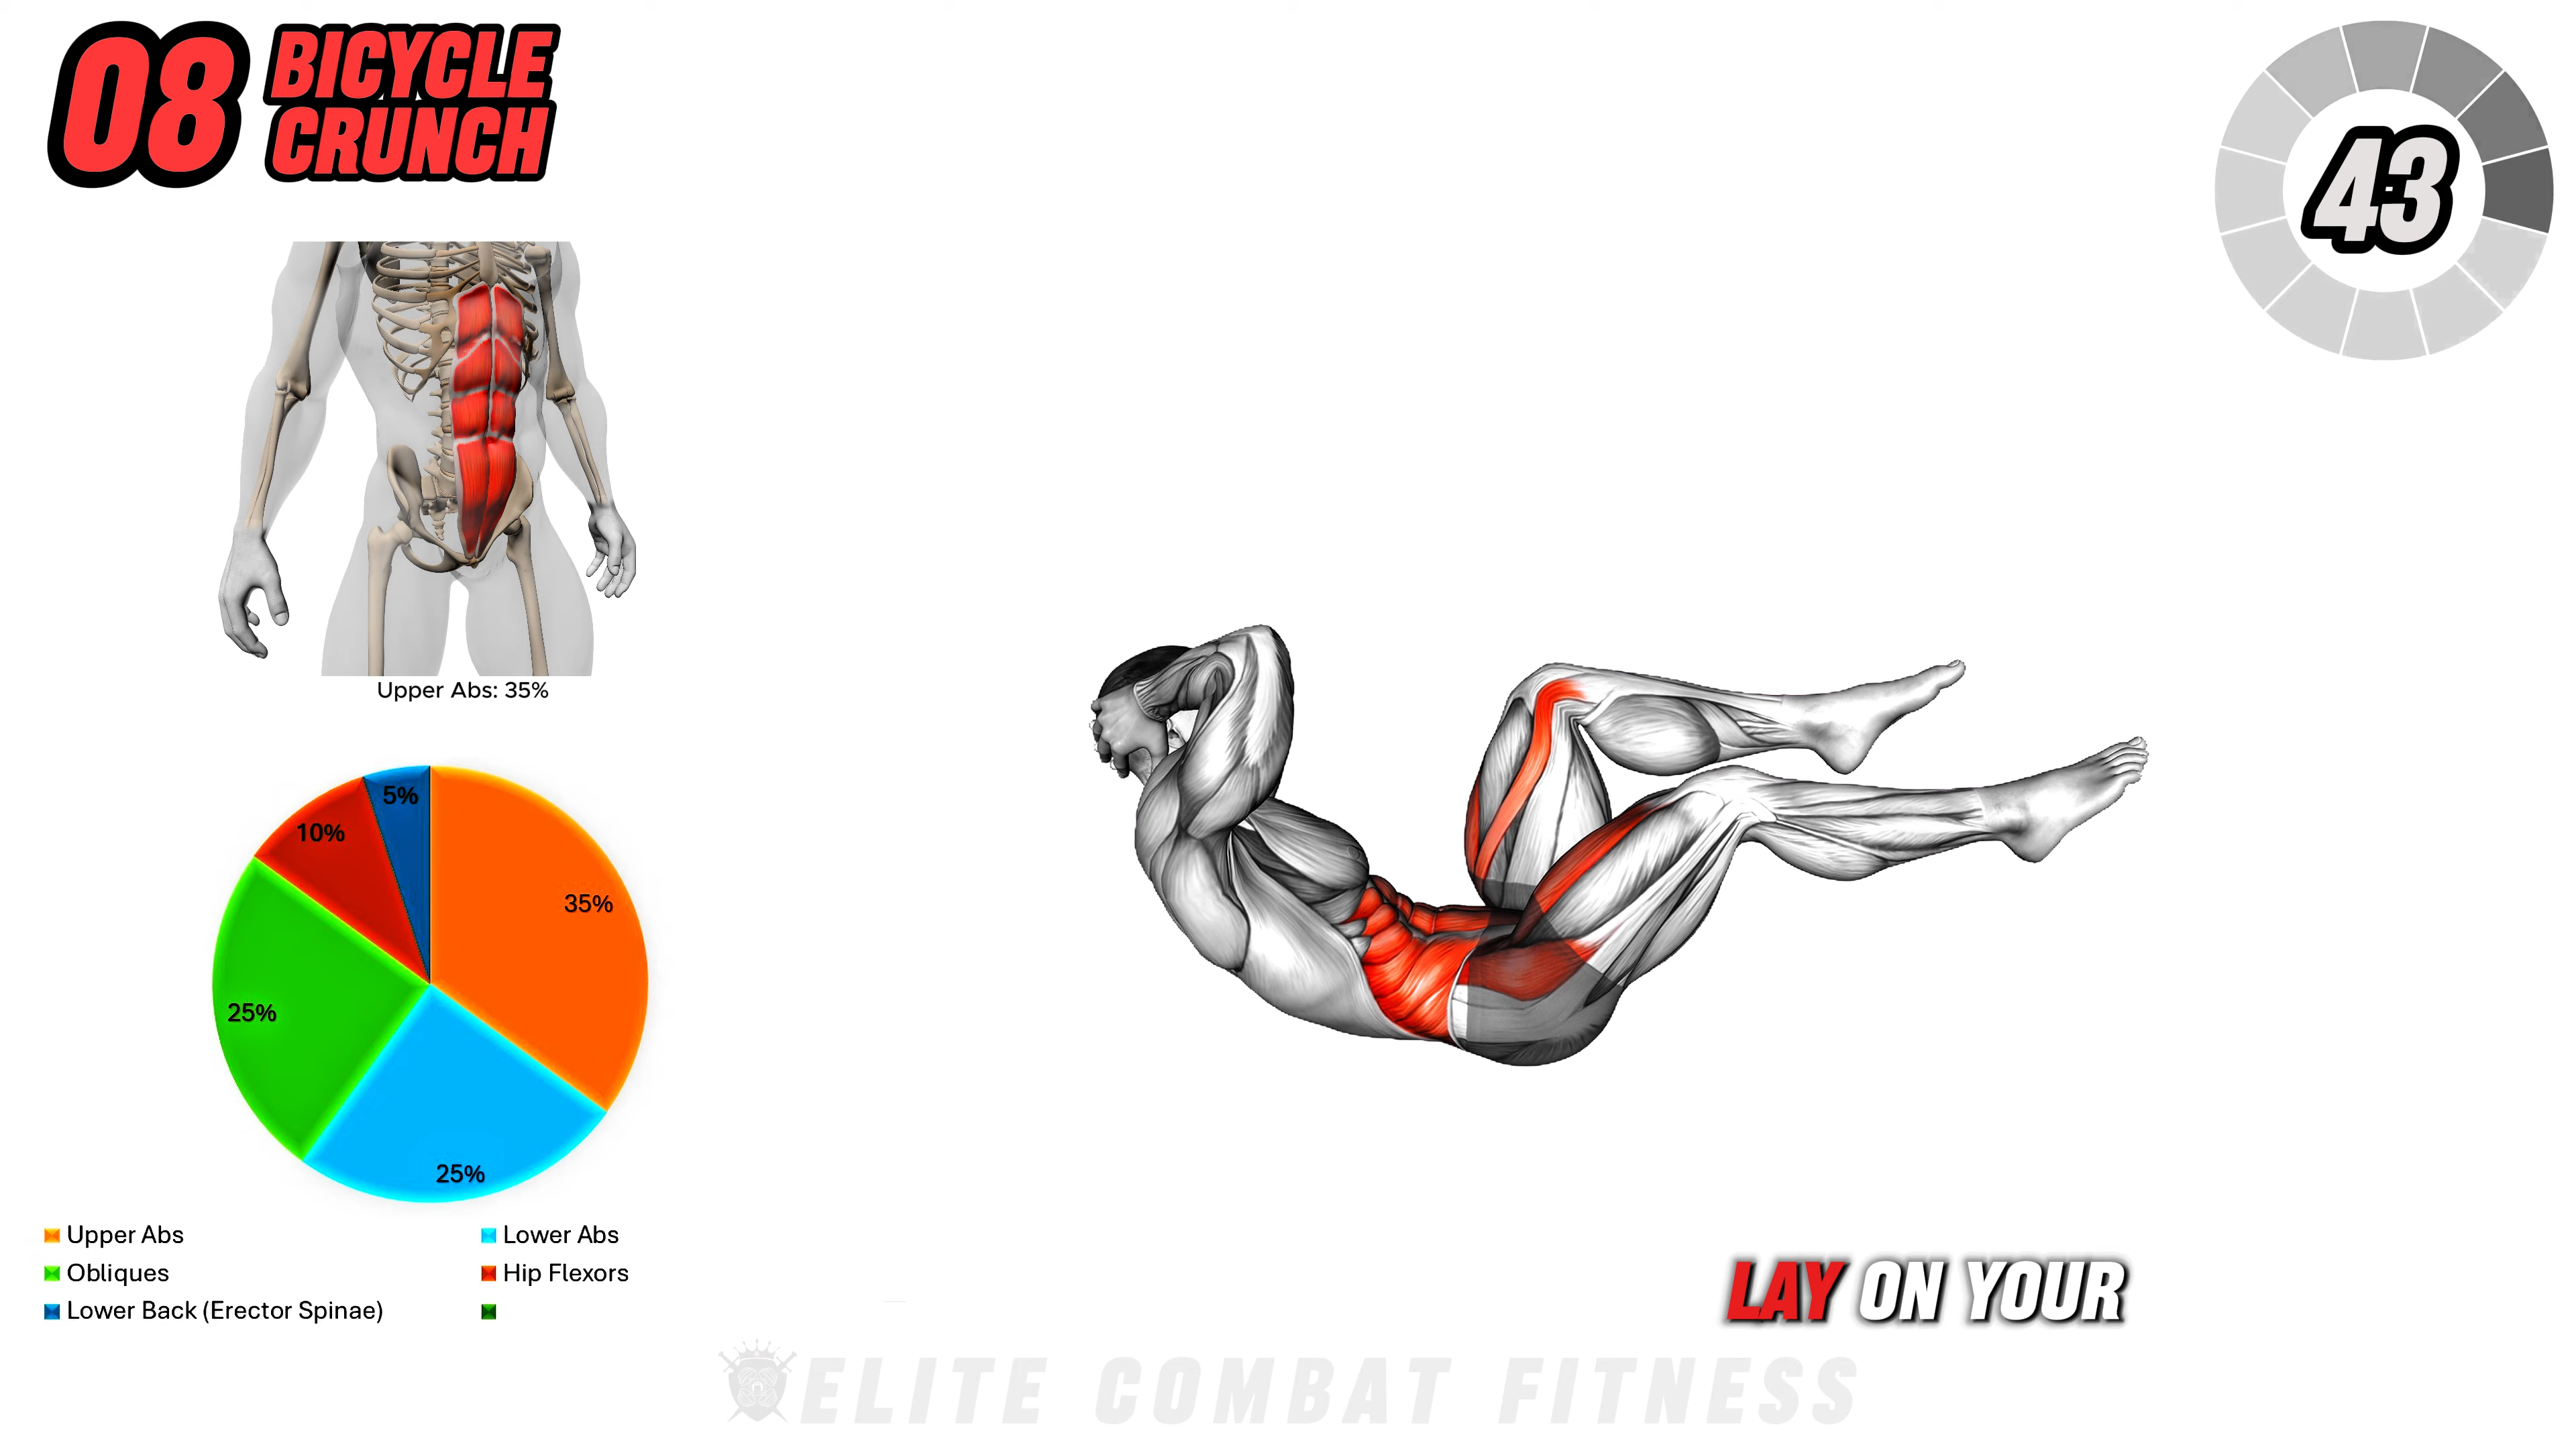 08
BICYCLE
CRUNCH
43
Upper Abs: 35%
5%
10%
35%
25%
25%
Upper Abs
Lower Abs
Obliques
Hip Flexors
Lower Back (Erector Spinae)
LAY ON YOUR
ELITE COMBAT FITNESS